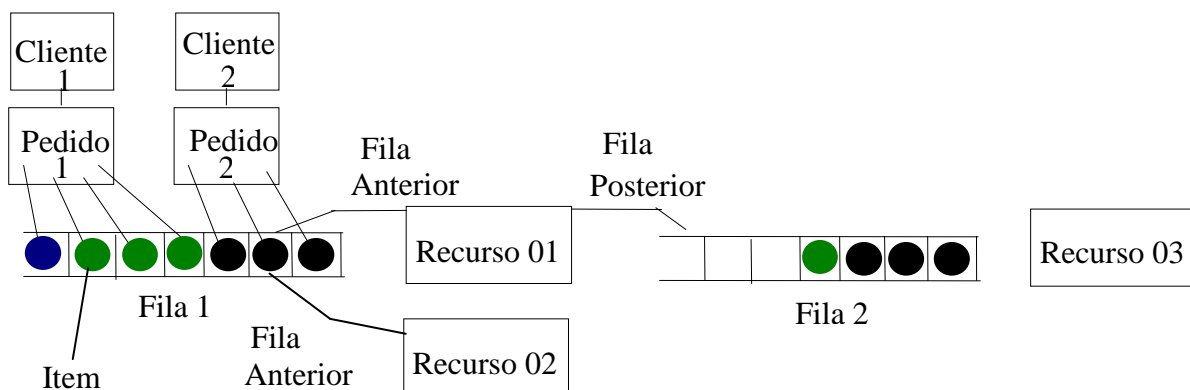 Cliente
1
Cliente
2
Pedido
1
Pedido
2
Fila
Anterior
Fila
Posterior
Recurso 01
Recurso 03
Fila 1
Fila 2
Fila
Anterior
Recurso 02
Item